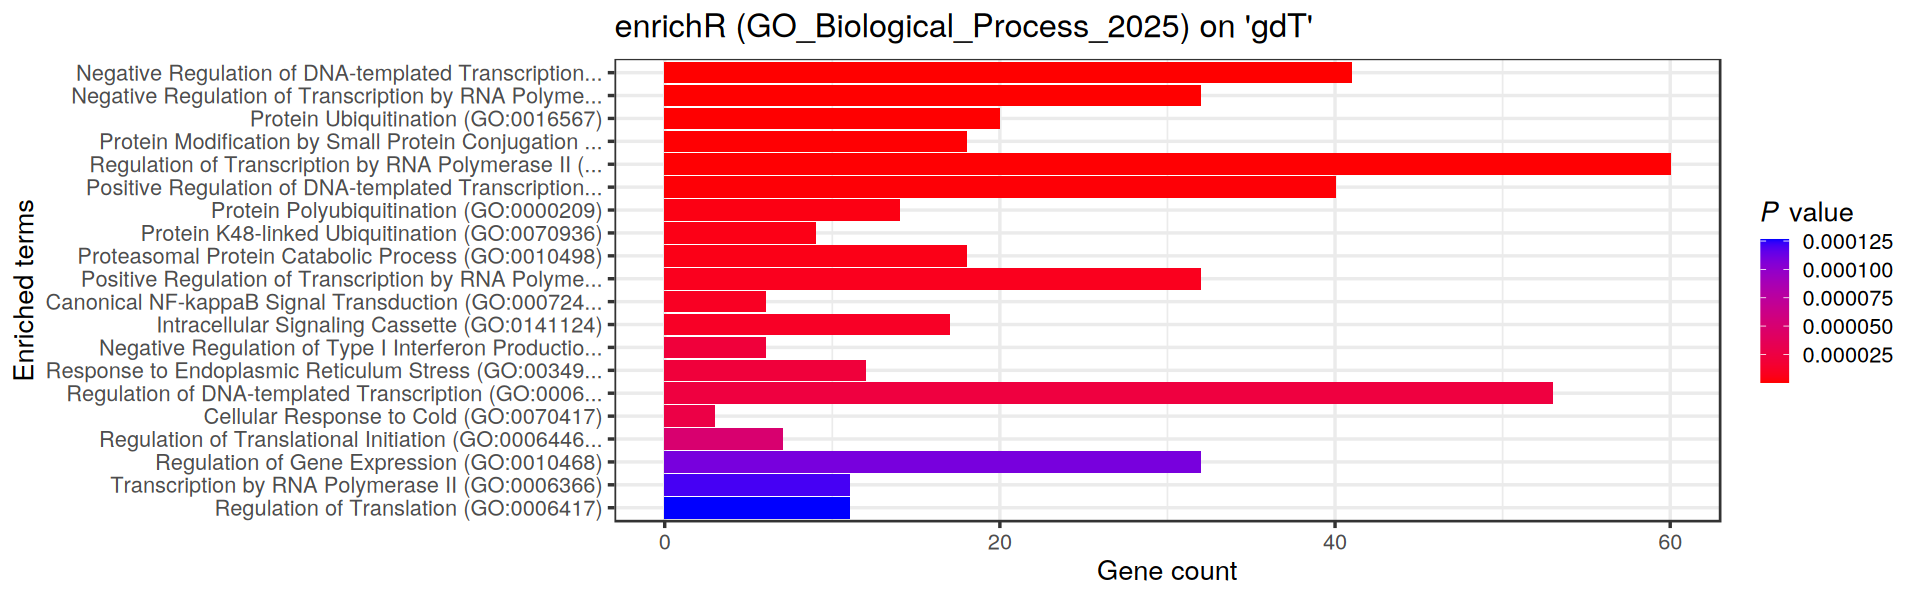 enrichR (GO_Biological_Process_2025) on 'gdT'
Enriched terms
Negative Regulation of DNA-templated Transcription...
Negative Regulation of Transcription by RNA Polyme...
Protein Ubiquitination (GO:0016567)
Protein Modification by Small Protein Conjugation ...
Regulation of Transcription by RNA Polymerase II (...
Positive Regulation of DNA-templated Transcription...
Protein Polyubiquitination (GO:0000209)
Protein K48-linked Ubiquitination (GO:0070936)
Proteasomal Protein Catabolic Process (GO:0010498)
Positive Regulation of Transcription by RNA Polyme...
Canonical NF-kappaB Signal Transduction (GO:000724...
Intracellular Signaling Cassette (GO:0141124)
Negative Regulation of Type I Interferon Productio...
Response to Endoplasmic Reticulum Stress (GO:00349...
Regulation of DNA-templated Transcription (GO:0006...
Cellular Response to Cold (GO:0070417)
Regulation of Translational Initiation (GO:0006446...
Regulation of Gene Expression (GO:0010468)
Transcription by RNA Polymerase II (GO:0006366)
Regulation of Translation (GO:0006417)
0 20 40 60
Gene count
P value
0.000125
0.000100
0.000075
0.000050
0.000025